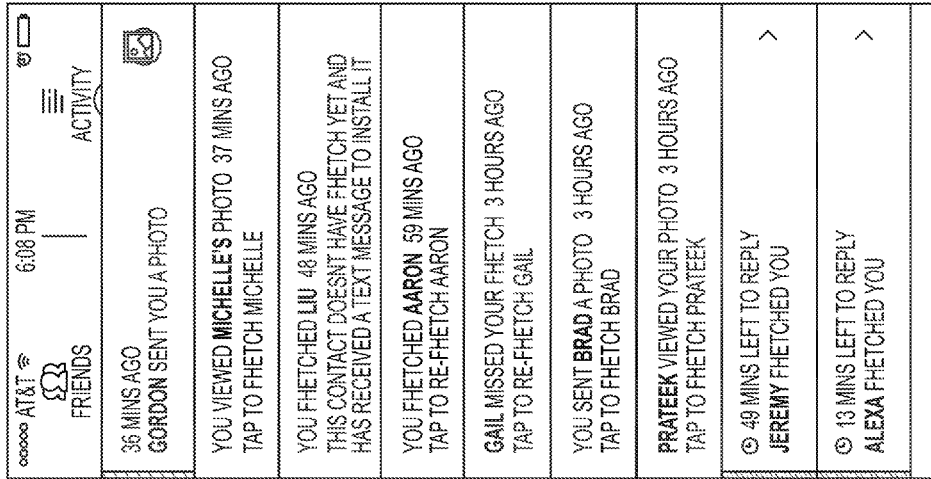 AT&T 6:08 PM
FRIENDS ACTIVITY
36 MINS AGO
GORDON SENT YOU A PHOTO
YOU VIEWED MICHELLE'S PHOTO 37 MINS AGO
TAP TO FHETCH MICHELLE
YOU FHETCHED LIU 48 MINS AGO
THIS CONTACT DOESNT HAVE FHETCH YET AND
HAS RECEIVED A TEXT MESSAGE TO INSTALL IT
YOU FHETCHED AARON 59 MINS AGO
TAP TO RE-FHETCH AARON
GAIL MISSED YOUR FHETCH 3 HOURS AGO
TAP TO RE-FHETCH GAIL
YOU SENT BRAD A PHOTO 3 HOURS AGO
TAP TO FHETCH BRAD
PRATEEK VIEWED YOUR PHOTO 3 HOURS AGO
TAP TO FHETCH PRATEEK
49 MINS LEFT TO REPLY
JEREMY FHETCHED YOU
13 MINS LEFT TO REPLY
ALEXA FHETCHED YOU